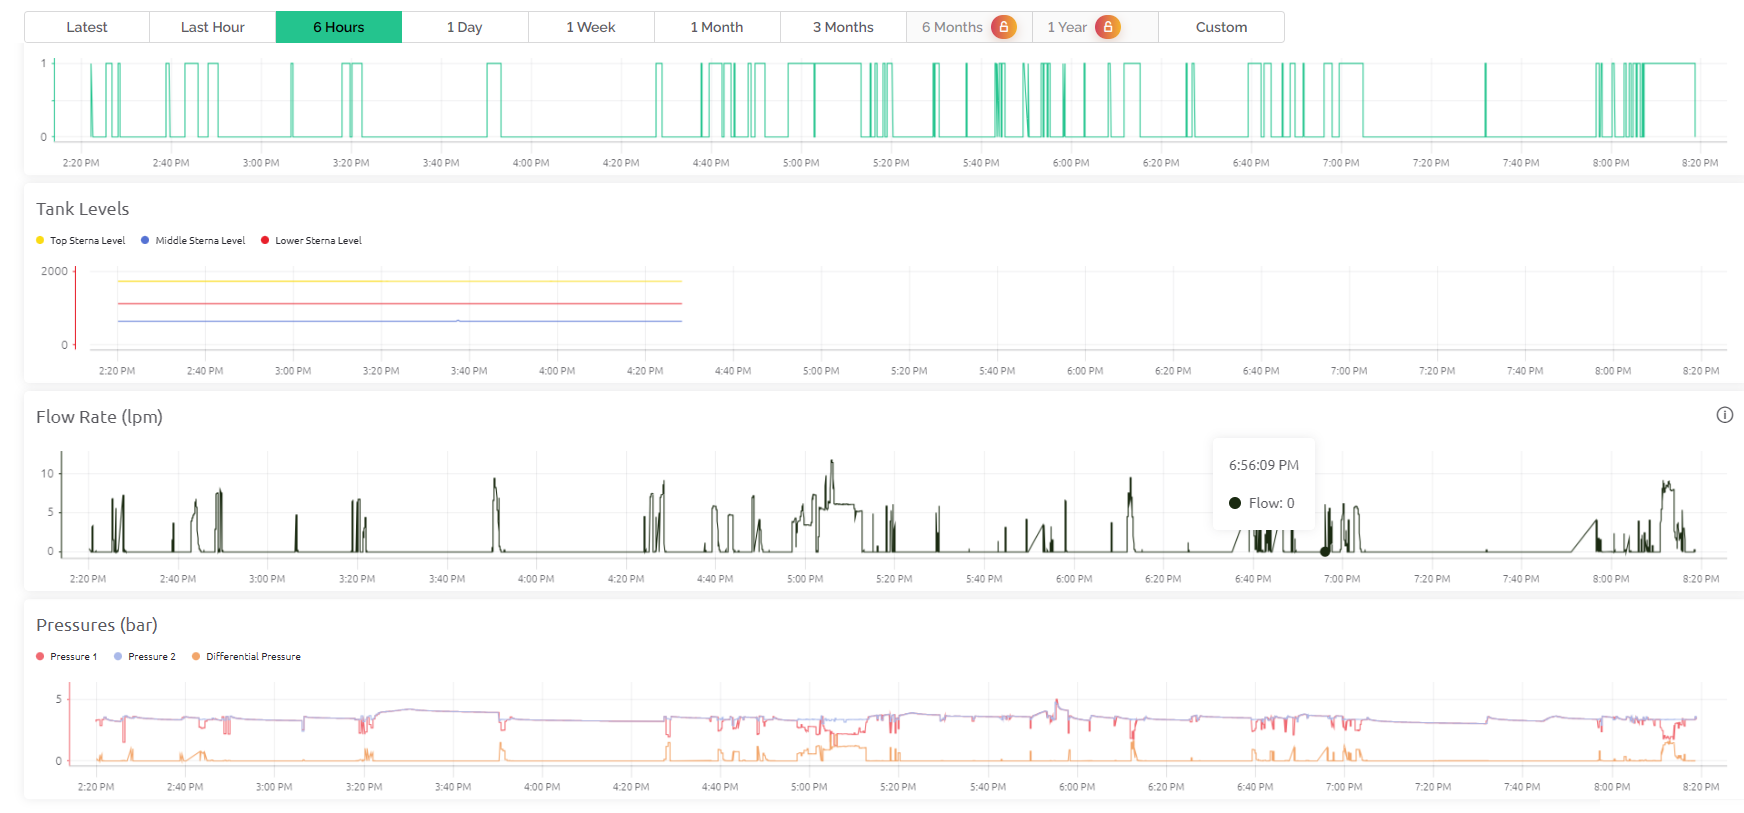 Latest Last Hour 6 Hours 1 Day 1 Week 1 Month 3 Months 6 Months 1 Year Custom
1
0
2:20 PM 2:40 PM 3:00 PM 3:20 PM 3:40 PM 4:00 PM 4:20 PM 4:40 PM 5:00 PM 5:20 PM 5:40 PM 6:00 PM 6:20 PM 6:40 PM 7:00 PM 7:20 PM 7:40 PM 8:00 PM 8:20 PM
Tank Levels
Top Sterna Level Middle Sterna Level Lower Sterna Level
2000
0
2:20 PM 2:40 PM 3:00 PM 3:20 PM 3:40 PM 4:00 PM 4:20 PM 4:40 PM 5:00 PM 5:20 PM 5:40 PM 6:00 PM 6:20 PM 6:40 PM 7:00 PM 7:20 PM 7:40 PM 8:00 PM 8:20 PM
Flow Rate (lpm)
6:56:09 PM
10
Flow: 0
5
0
2:20 PM 2:40 PM 3:00 PM 3:20 PM 3:40 PM 4:00 PM 4:20 PM 4:40 PM 5:00 PM 5:20 PM 5:40 PM 6:00 PM 6:20 PM 6:40 PM 7:00 PM 7:20 PM 7:40 PM 8:00 PM 8:20 PM
Pressures (bar)
Pressure 1 Pressure 2 Differential Pressure
5
0
2:20 PM 2:40 PM 3:00 PM 3:20 PM 3:40 PM 4:00 PM 4:20 PM 4:40 PM 5:00 PM 5:20 PM 5:40 PM 6:00 PM 6:20 PM 6:40 PM 7:00 PM 7:20 PM 7:40 PM 8:00 PM 8:20 PM